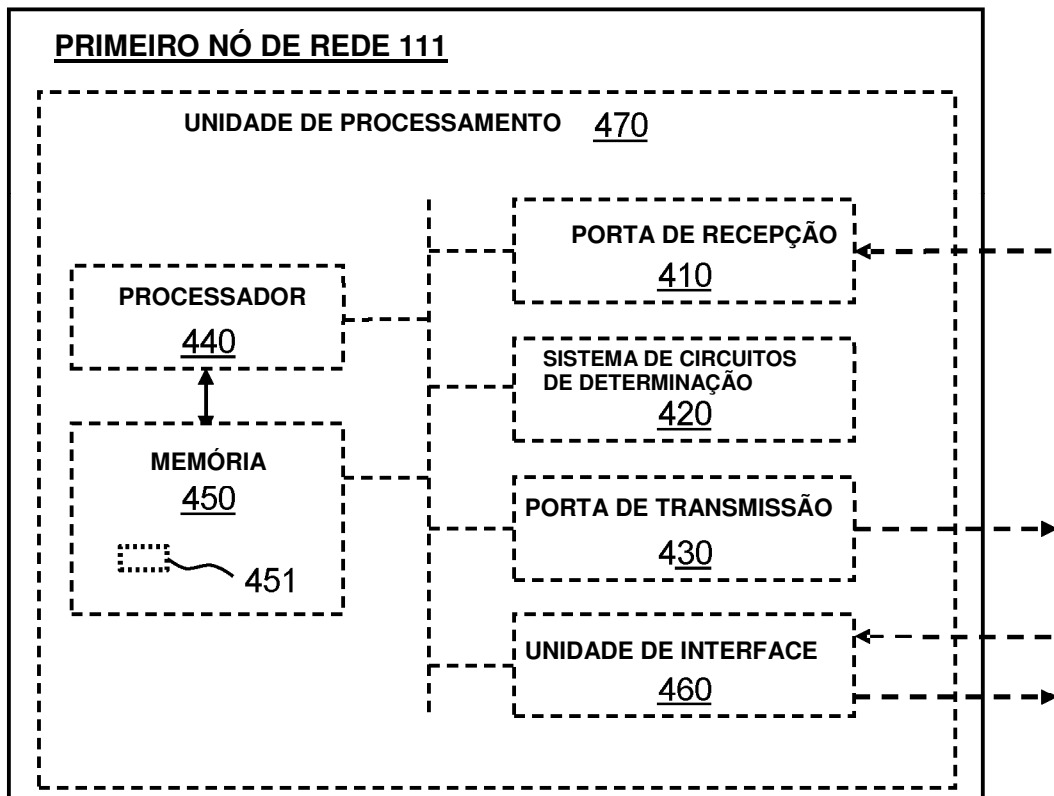 PRIMEIRO NÓ DE REDE 111
UNIDADE DE PROCESSAMENTO 470
PORTA DE RECEPÇÃO
410
PROCESSADOR
440
SISTEMA DE CIRCUITOS
DE DETERMINAÇÃO
420
MEMÓRIA
450
451
PORTA DE TRANSMISSÃO
430
UNIDADE DE INTERFACE
460